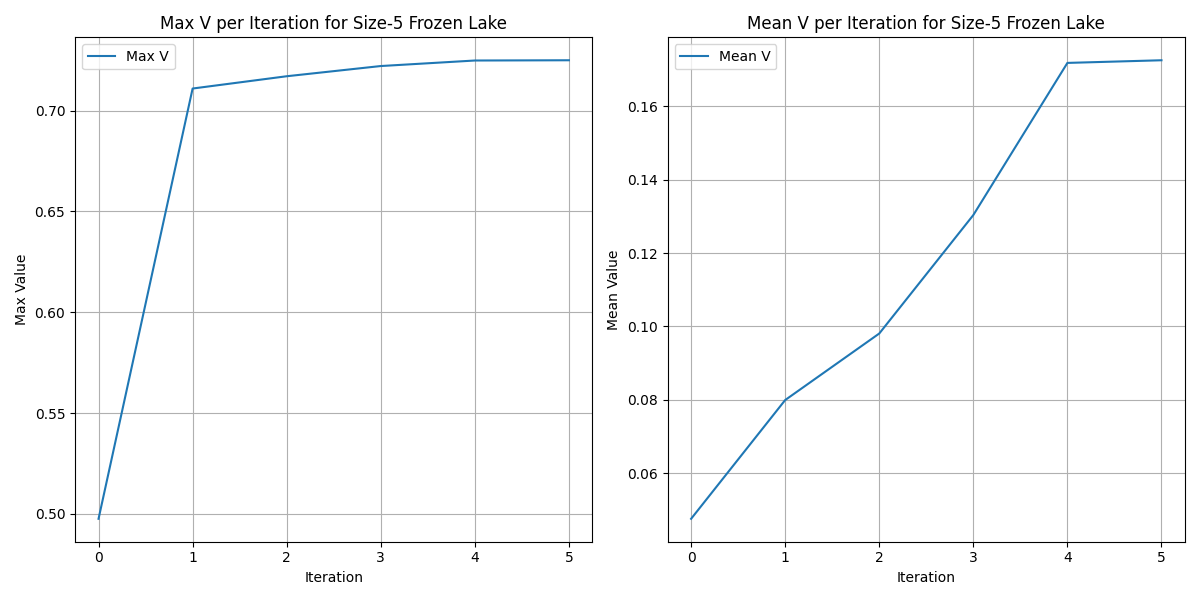 Max V per Iteration for Size-5 Frozen Lake
Max V
0.70
0.65
0.60
0.55
0.50
Max Value
0 1 2 3 4 5
Iteration
Mean V per Iteration for Size-5 Frozen Lake
Mean V
0.16
0.14
0.12
0.10
0.08
0.06
Mean Value
0 1 2 3 4 5
Iteration